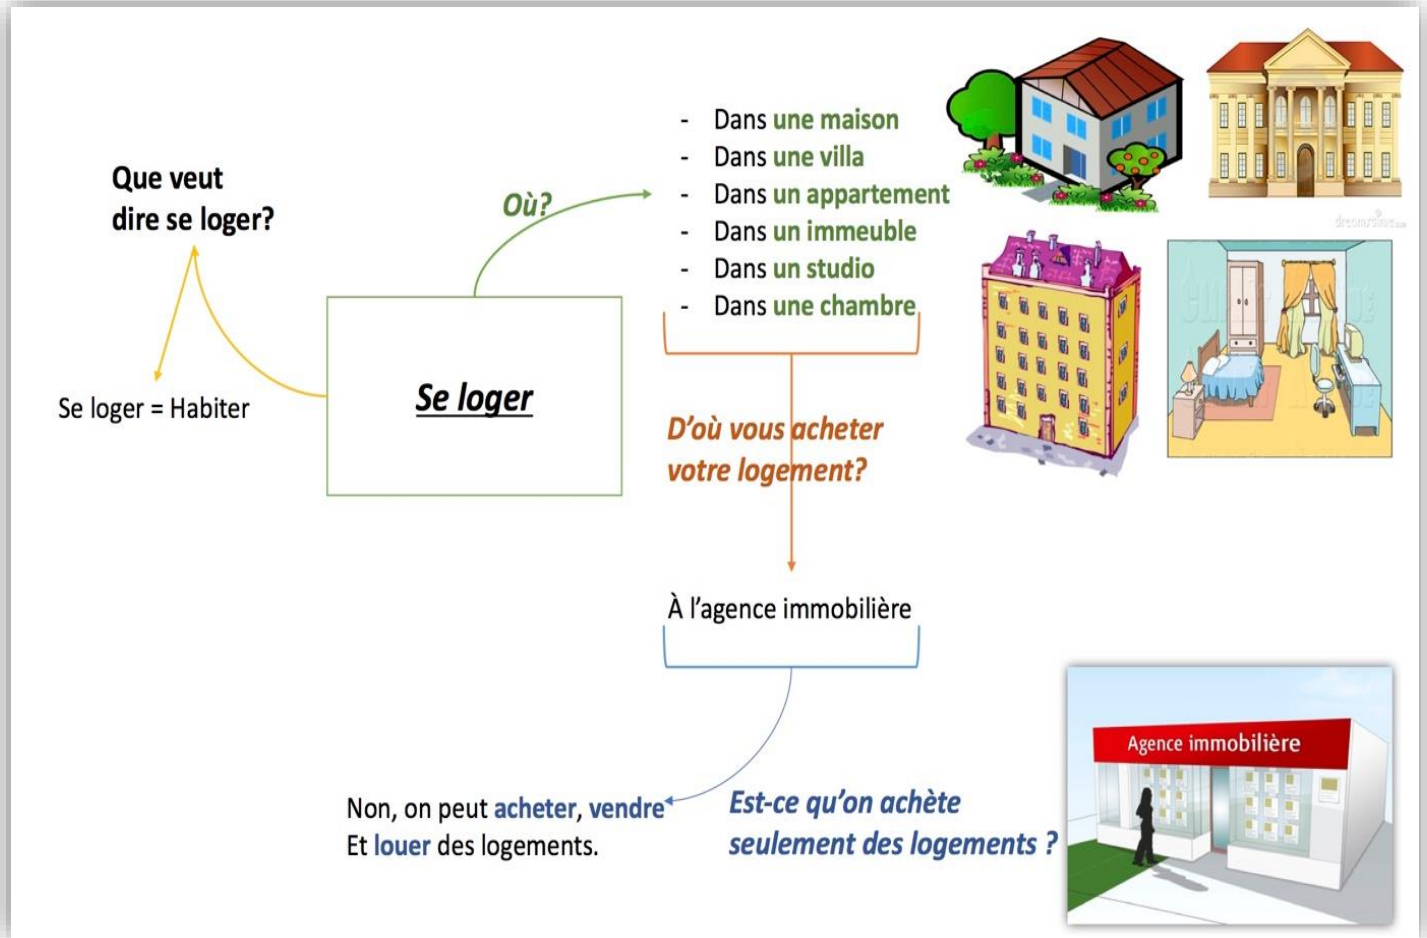 Que veut
dire se loger?
Se loger = Habiter
Se loger
Où?
- Dans une maison
- Dans une villa
- Dans un appartement
- Dans un immeuble
- Dans un studio
- Dans une chambre
D’où vous acheter
votre logement?
À l’agence immobilière
Est-ce qu’on achète
seulement des logements ?
Non, on peut acheter, vendre
Et louer des logements.
Agence immobilière